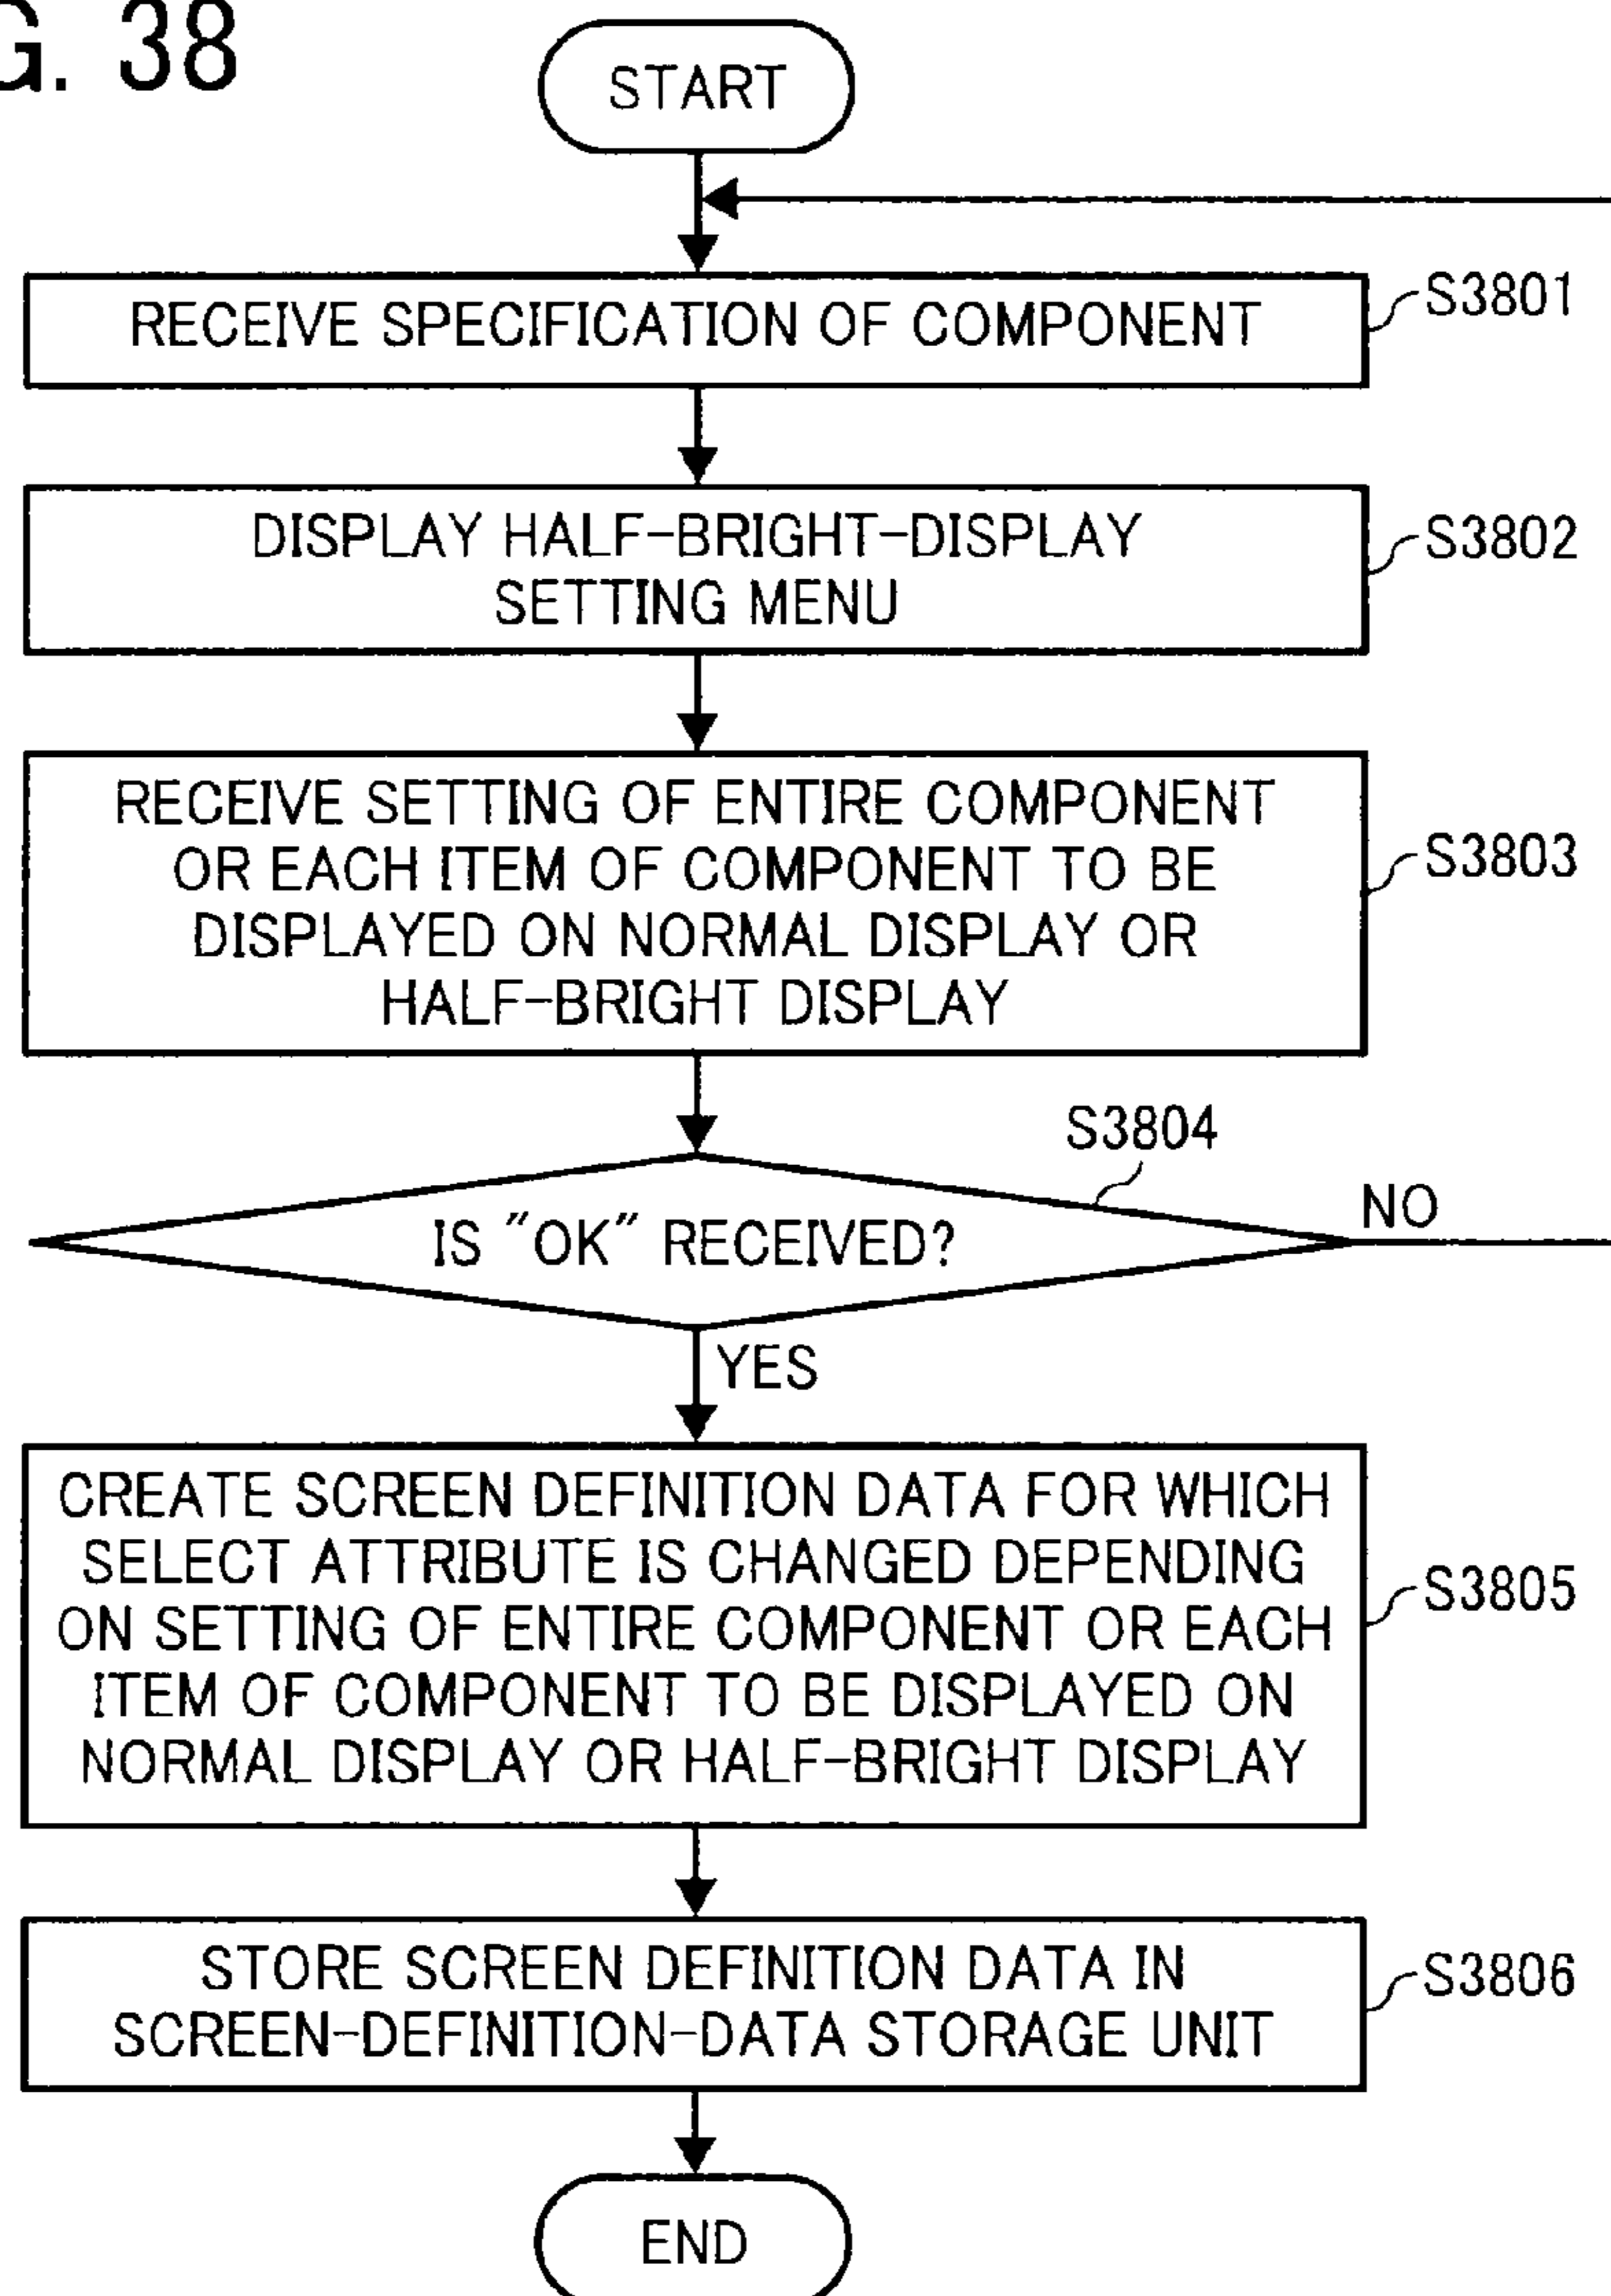 G. 38
START
RECEIVE SPECIFICATION OF COMPONENT
S3801
DISPLAY HALF-BRIGHT-DISPLAY
SETTING MENU
S3802
RECEIVE SETTING OF ENTIRE COMPONENT
OR EACH ITEM OF COMPONENT TO BE
DISPLAYED ON NORMAL DISPLAY OR
HALF-BRIGHT DISPLAY
S3803
S3804
IS "OK" RECEIVED?
NO
YES
CREATE SCREEN DEFINITION DATA FOR WHICH
SELECT ATTRIBUTE IS CHANGED DEPENDING
ON SETTING OF ENTIRE COMPONENT OR EACH
ITEM OF COMPONENT TO BE DISPLAYED ON
NORMAL DISPLAY OR HALF-BRIGHT DISPLAY
S3805
STORE SCREEN DEFINITION DATA IN
SCREEN-DEFINITION-DATA STORAGE UNIT
S3806
END